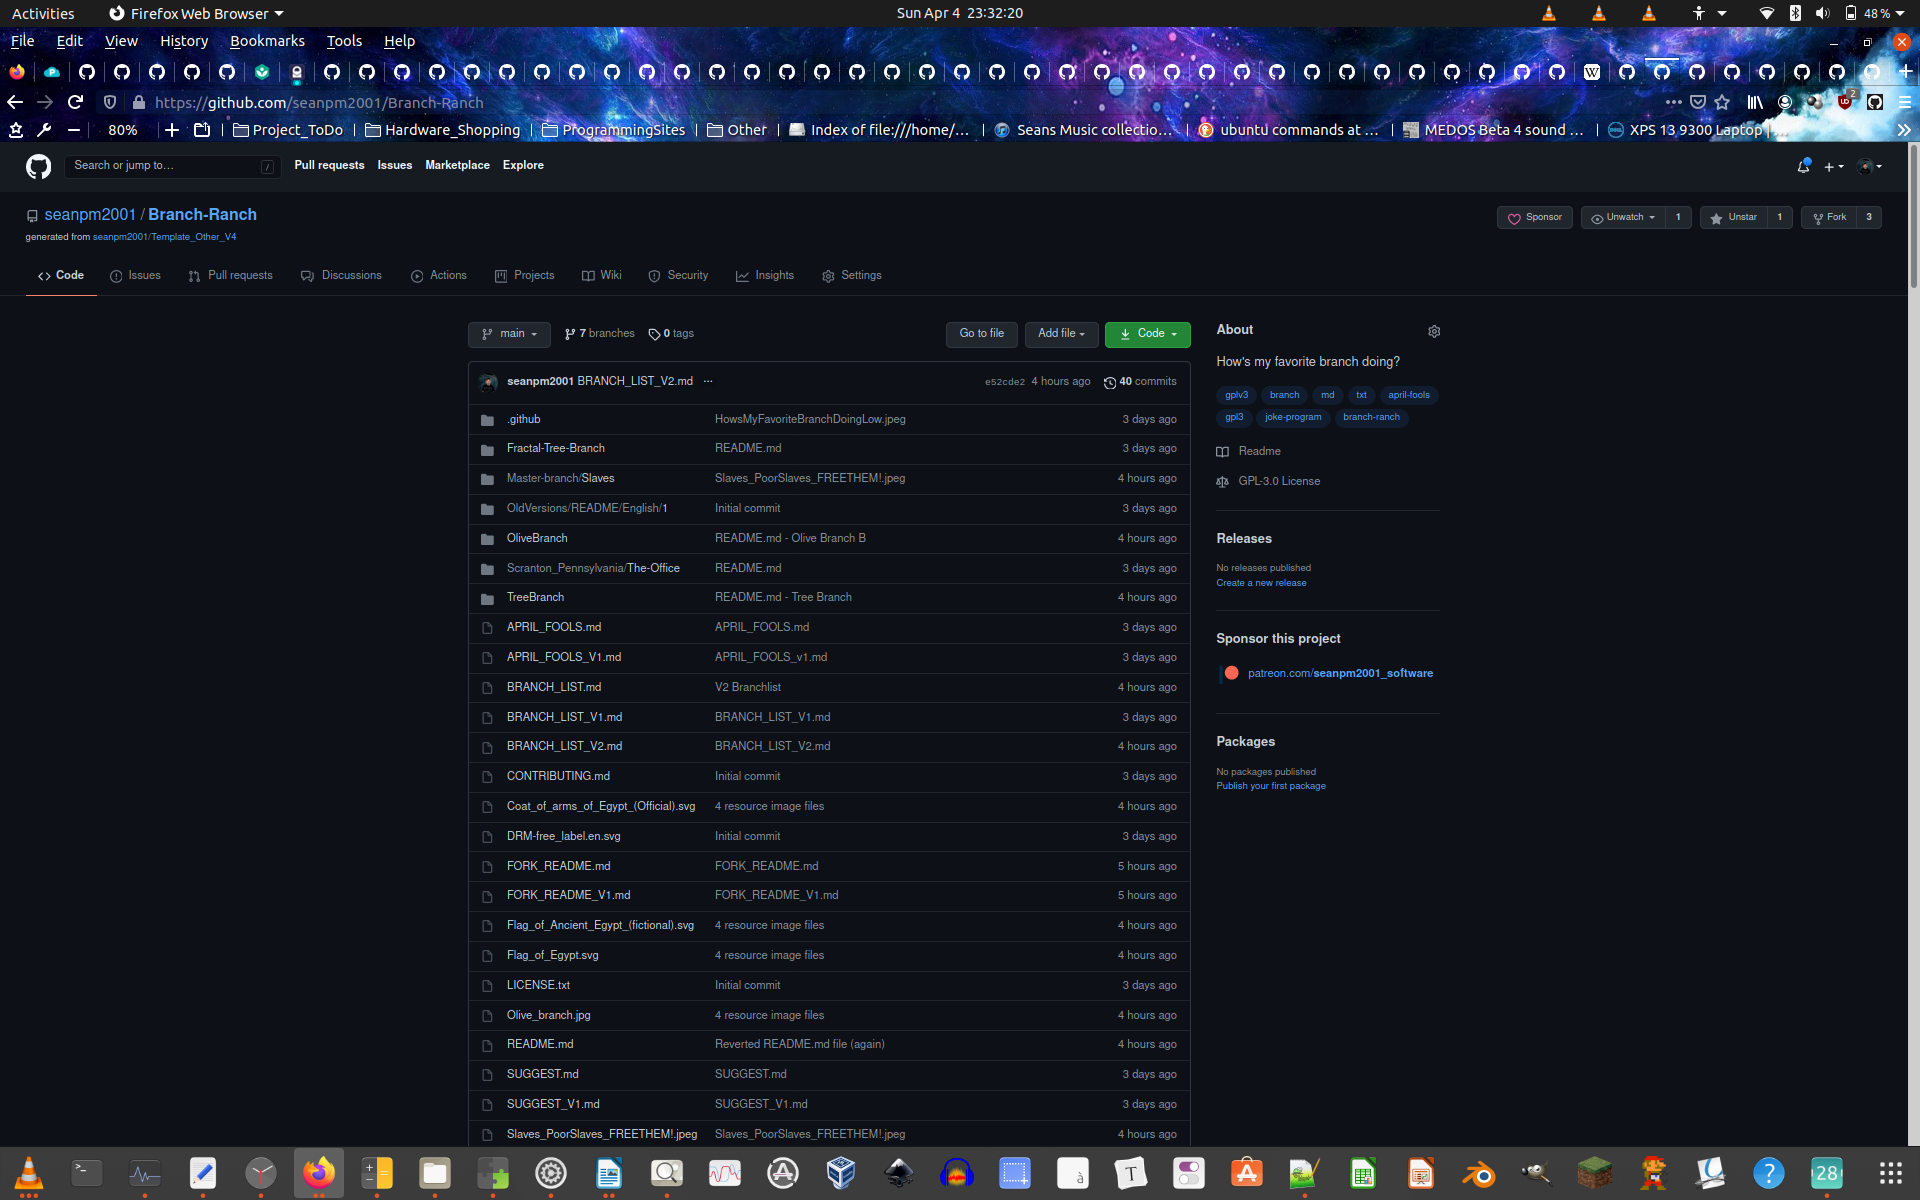 Activities Firefox Web Browser Sun Apr 4 23:32:20 48 %
File Edit View History Bookmarks Tools Help
https://github.com/seanpm2001/Branch-Ranch 2
80% Project_ToDo Hardware_Shopping ProgrammingSites Other Index of file:///home/... Seans Music collectio... ubuntu commands at ... MEDOS Beta 4 sound ... XPS 13 9300 Laptop | ...
Search or jump to... / Pull requests Issues Marketplace Explore
seanpm2001 / Branch-Ranch Sponsor Unwatch 1 Unstar 1 Fork 3
generated from seanpm2001/Template_Other_V4
Code Issues Pull requests Discussions Actions Projects Wiki Security Insights Settings
main 7 branches 0 tags Go to file Add file Code
seanpm2001 BRANCH_LIST_V2.md ... e52cde2 4 hours ago 40 commits
.github HowsMyFavoriteBranchDoingLow.jpeg 3 days ago
Fractal-Tree-Branch README.md 3 days ago
Master-branch/Slaves Slaves_PoorSlaves_FREETHEM!.jpeg 4 hours ago
OldVersions/README/English/1 Initial commit 3 days ago
OliveBranch README.md - Olive Branch B 4 hours ago
Scranton_Pennsylvania/The-Office README.md 3 days ago
TreeBranch README.md - Tree Branch 4 hours ago
APRIL_FOOLS.md APRIL_FOOLS.md 3 days ago
APRIL_FOOLS_V1.md APRIL_FOOLS_v1.md 3 days ago
BRANCH_LIST.md V2 Branchlist 4 hours ago
BRANCH_LIST_V1.md BRANCH_LIST_V1.md 3 days ago
BRANCH_LIST_V2.md BRANCH_LIST_V2.md 4 hours ago
CONTRIBUTING.md Initial commit 3 days ago
Coat_of_arms_of_Egypt_(Official).svg 4 resource image files 4 hours ago
DRM-free_label.en.svg Initial commit 3 days ago
FORK_README.md FORK_README.md 5 hours ago
FORK_README_V1.md FORK_README_V1.md 5 hours ago
Flag_of_Ancient_Egypt_(fictional).svg 4 resource image files 4 hours ago
Flag_of_Egypt.svg 4 resource image files 4 hours ago
LICENSE.txt Initial commit 3 days ago
Olive_branch.jpg 4 resource image files 4 hours ago
README.md Reverted README.md file (again) 4 hours ago
SUGGEST.md SUGGEST.md 3 days ago
SUGGEST_V1.md SUGGEST_V1.md 3 days ago
Slaves_PoorSlaves_FREETHEM!.jpeg Slaves_PoorSlaves_FREETHEM!.jpeg 4 hours ago
About
How's my favorite branch doing?
gplv3 branch md txt april-fools
gpl3 joke-program branch-ranch
Readme
GPL-3.0 License
Releases
No releases published
Create a new release
Sponsor this project
patreon.com/seanpm2001_software
Packages
No packages published
Publish your first package
28